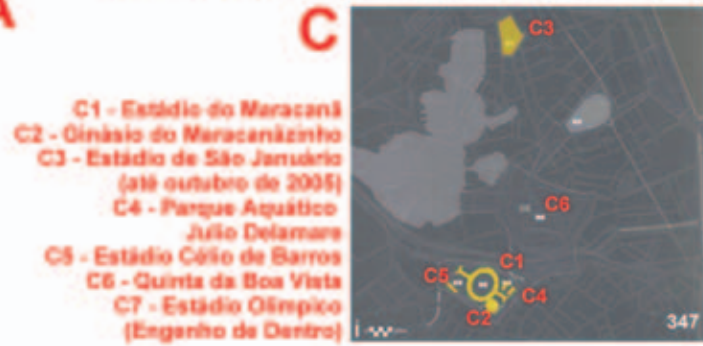 A
C
C1 - Estádio do Maracanã
C2 - Ginásio do Maracanãzinho
C3 - Estádio de São Januário
(até outubro de 2005)
C4 - Parque Aquático
Julio Delamare
C5 - Estádio Célio de Barros
C6 - Quinta da Boa Vista
C7 - Estádio Olímpico
(Engenho de Dentro)
C3
C6
C1
C5
C4
C2
347